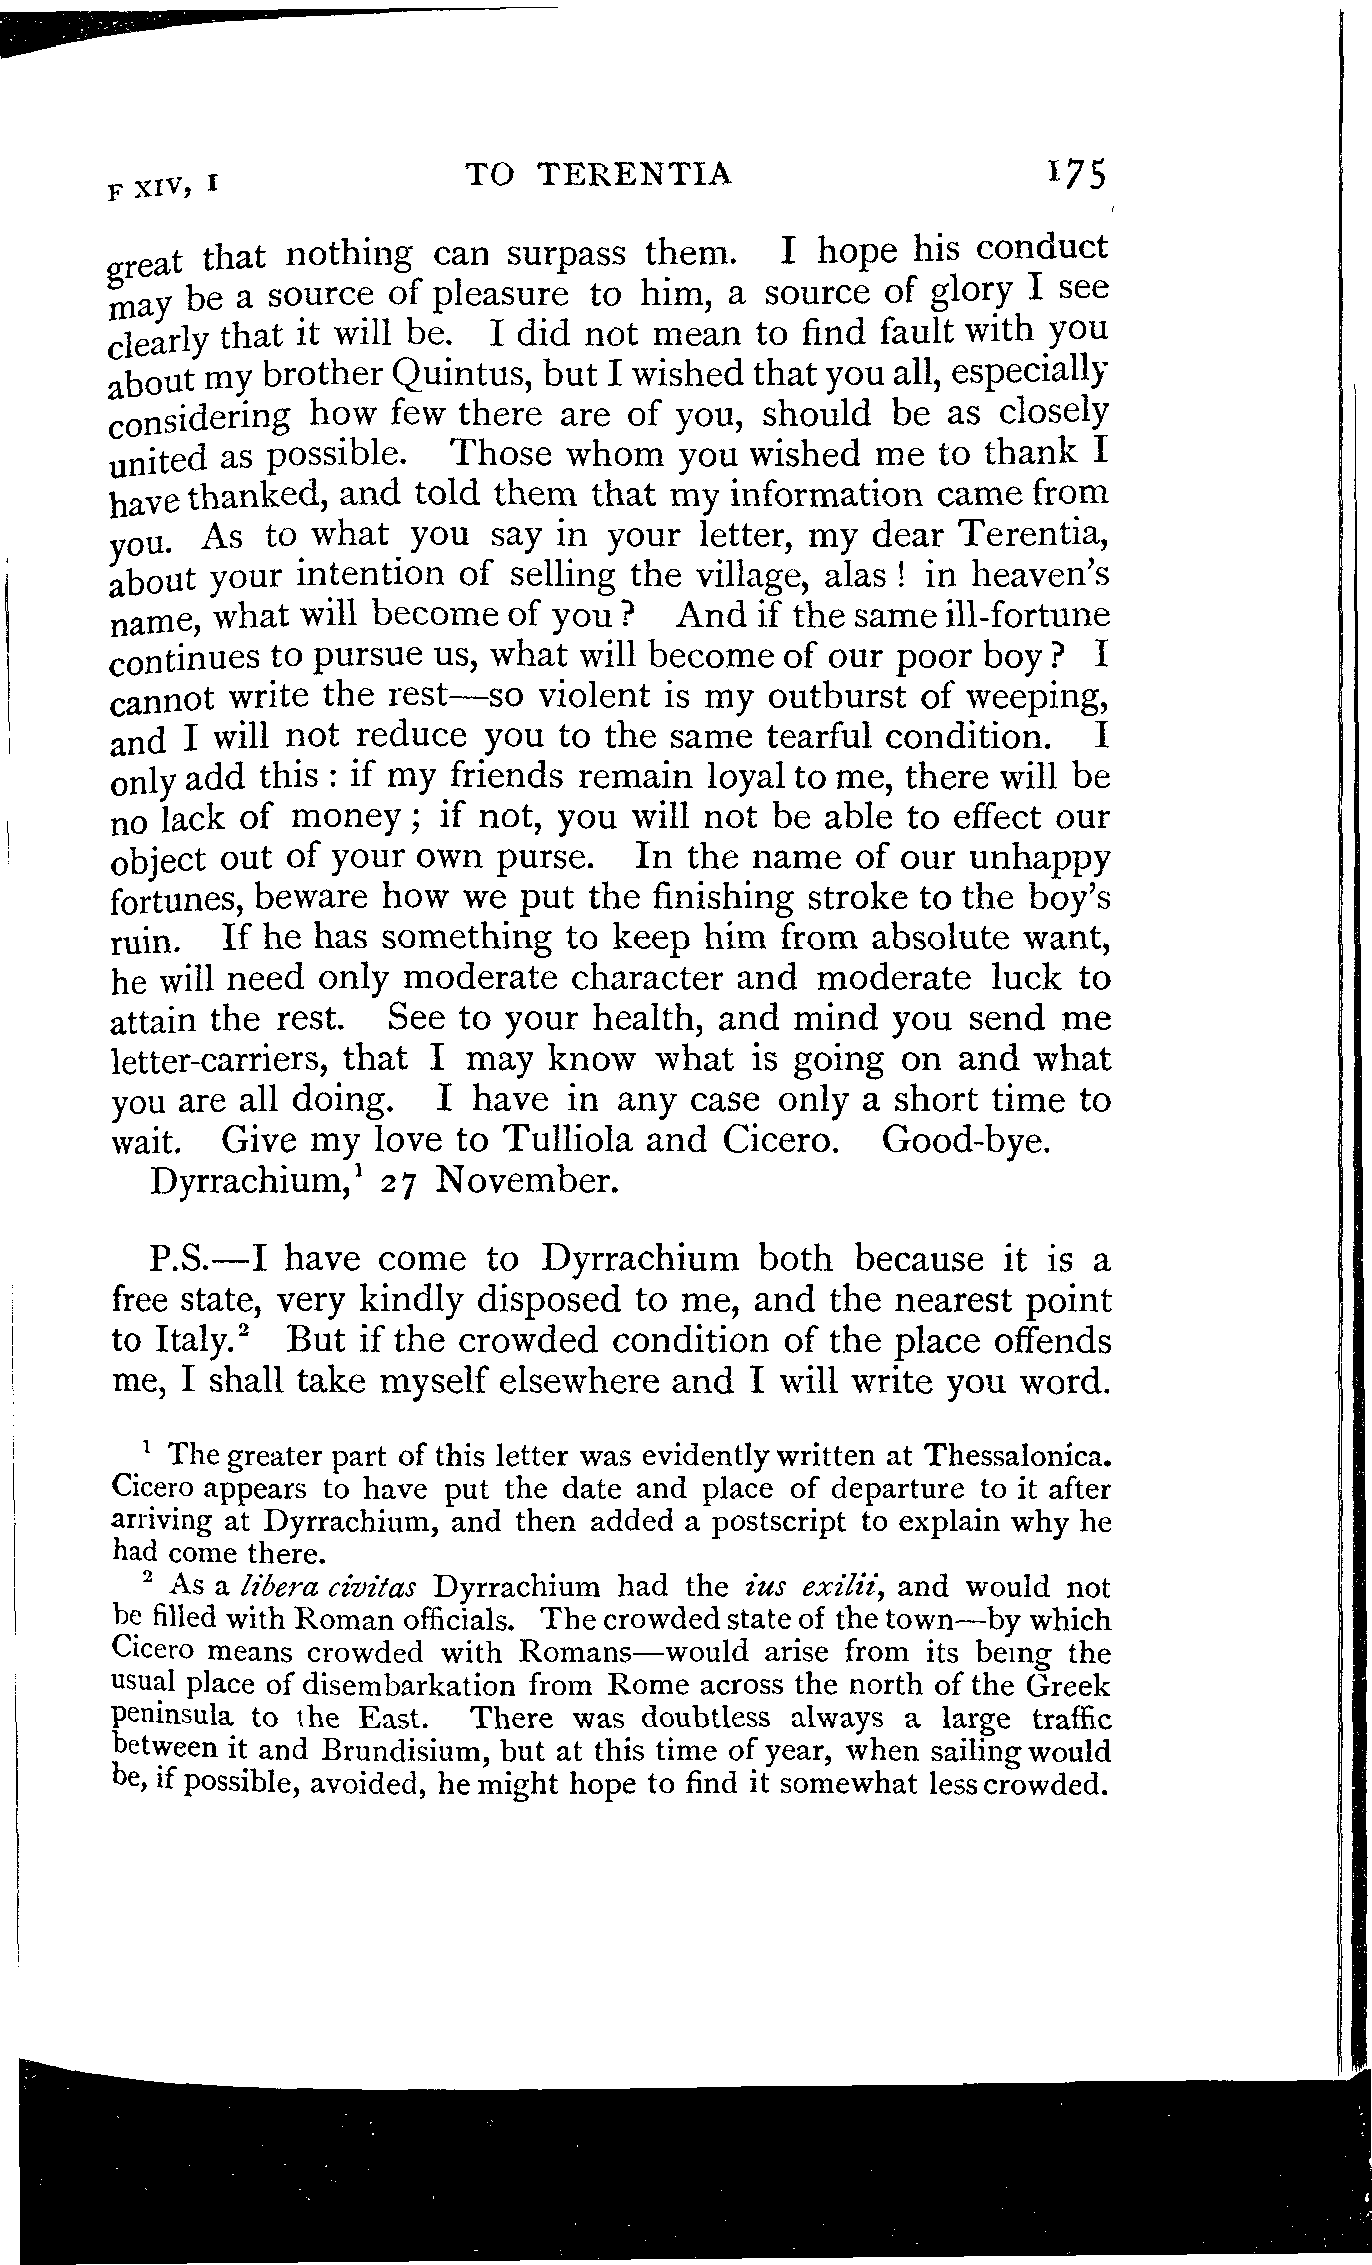 F XIV, I TO TERENTIA 175
great that nothing can surpass them. I hope his conduct
may be a source of pleasure to him, a source of glory I see
clearly that it will be. I did not mean to find fault with you
about my brother Quintus, but I wished that you all, especially
considering how few there are of you, should be as closely
united as possible. Those whom you wished me to thank I
have thanked, and told them that my information came from
you. As to what you say in your letter, my dear Terentia,
about your intention of selling the village, alas ! in heaven's
name, what will become of you ? And if the same ill-fortune
continues to pursue us, what will become of our poor boy ? I
cannot write the rest—so violent is my outburst of weeping,
and I will not reduce you to the same tearful condition. I
only add this : if my friends remain loyal to me, there will be
no lack of money ; if not, you will not be able to effect our
object out of your own purse. In the name of our unhappy
fortunes, beware how we put the finishing stroke to the boy's
ruin. If he has something to keep him from absolute want,
he will need only moderate character and moderate luck to
attain the rest. See to your health, and mind you send me
letter-carriers, that I may know what is going on and what
you are all doing. I have in any case only a short time to
wait. Give my love to Tulliola and Cicero. Good-bye.
Dyrrachium,¹ 27 November.
P.S.—I have come to Dyrrachium both because it is a
free state, very kindly disposed to me, and the nearest point
to Italy.² But if the crowded condition of the place offends
me, I shall take myself elsewhere and I will write you word.
¹ The greater part of this letter was evidently written at Thessalonica.
Cicero appears to have put the date and place of departure to it after
arriving at Dyrrachium, and then added a postscript to explain why he
had come there.
² As a libera civitas Dyrrachium had the ius exilii, and would not
be filled with Roman officials. The crowded state of the town—by which
Cicero means crowded with Romans—would arise from its being the
usual place of disembarkation from Rome across the north of the Greek
peninsula to the East. There was doubtless always a large traffic
between it and Brundisium, but at this time of year, when sailing would
be, if possible, avoided, he might hope to find it somewhat less crowded.